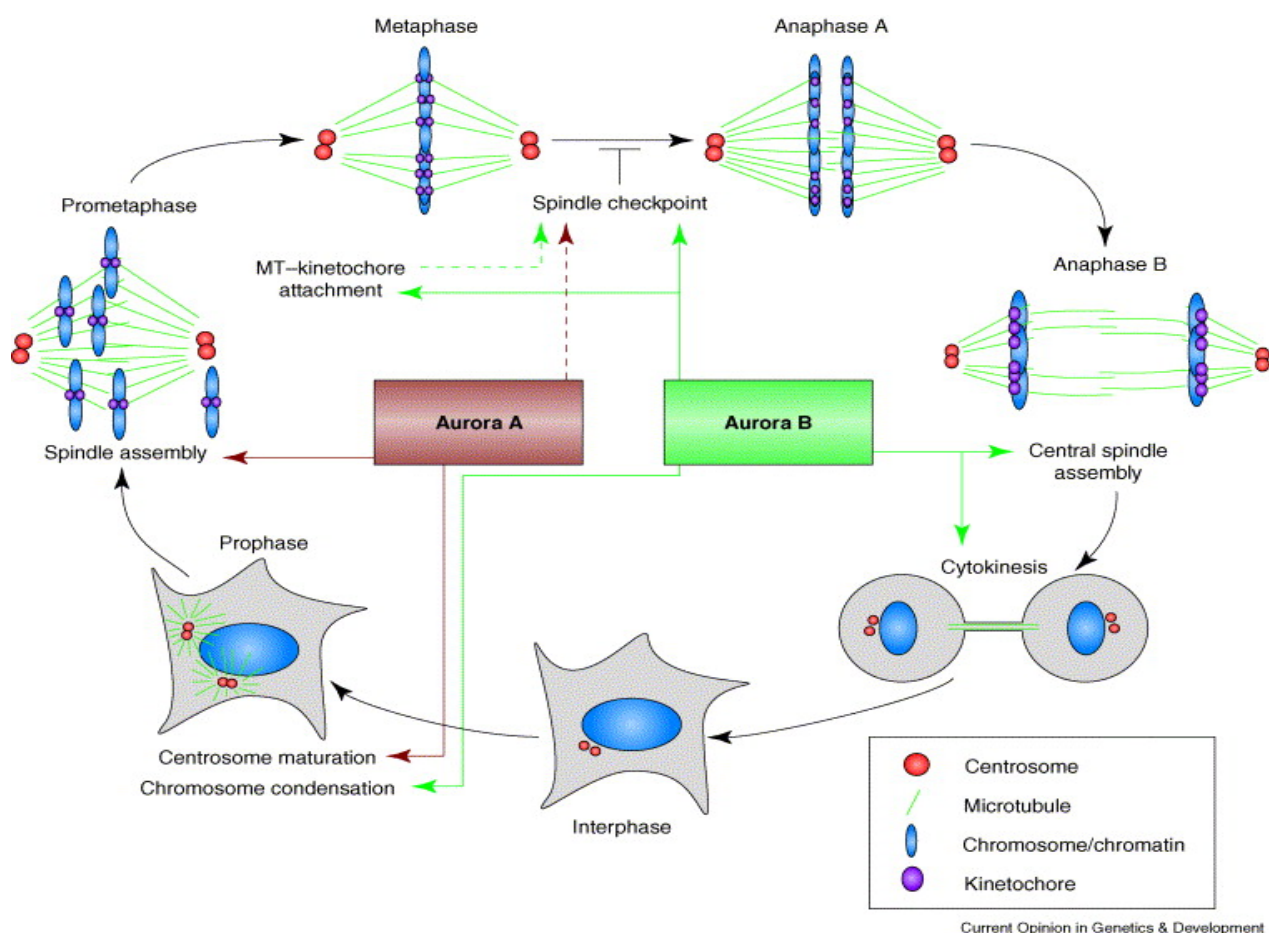 Metaphase
Anaphase A
Prometaphase
Spindle checkpoint
MT–kinetochore
attachment
Anaphase B
Aurora A
Aurora B
Spindle assembly
Central spindle
assembly
Prophase
Cytokinesis
Centrosome maturation
Chromosome condensation
Interphase
Centrosome
Microtubule
Chromosome/chromatin
Kinetochore
Current Opinion in Genetics & Development